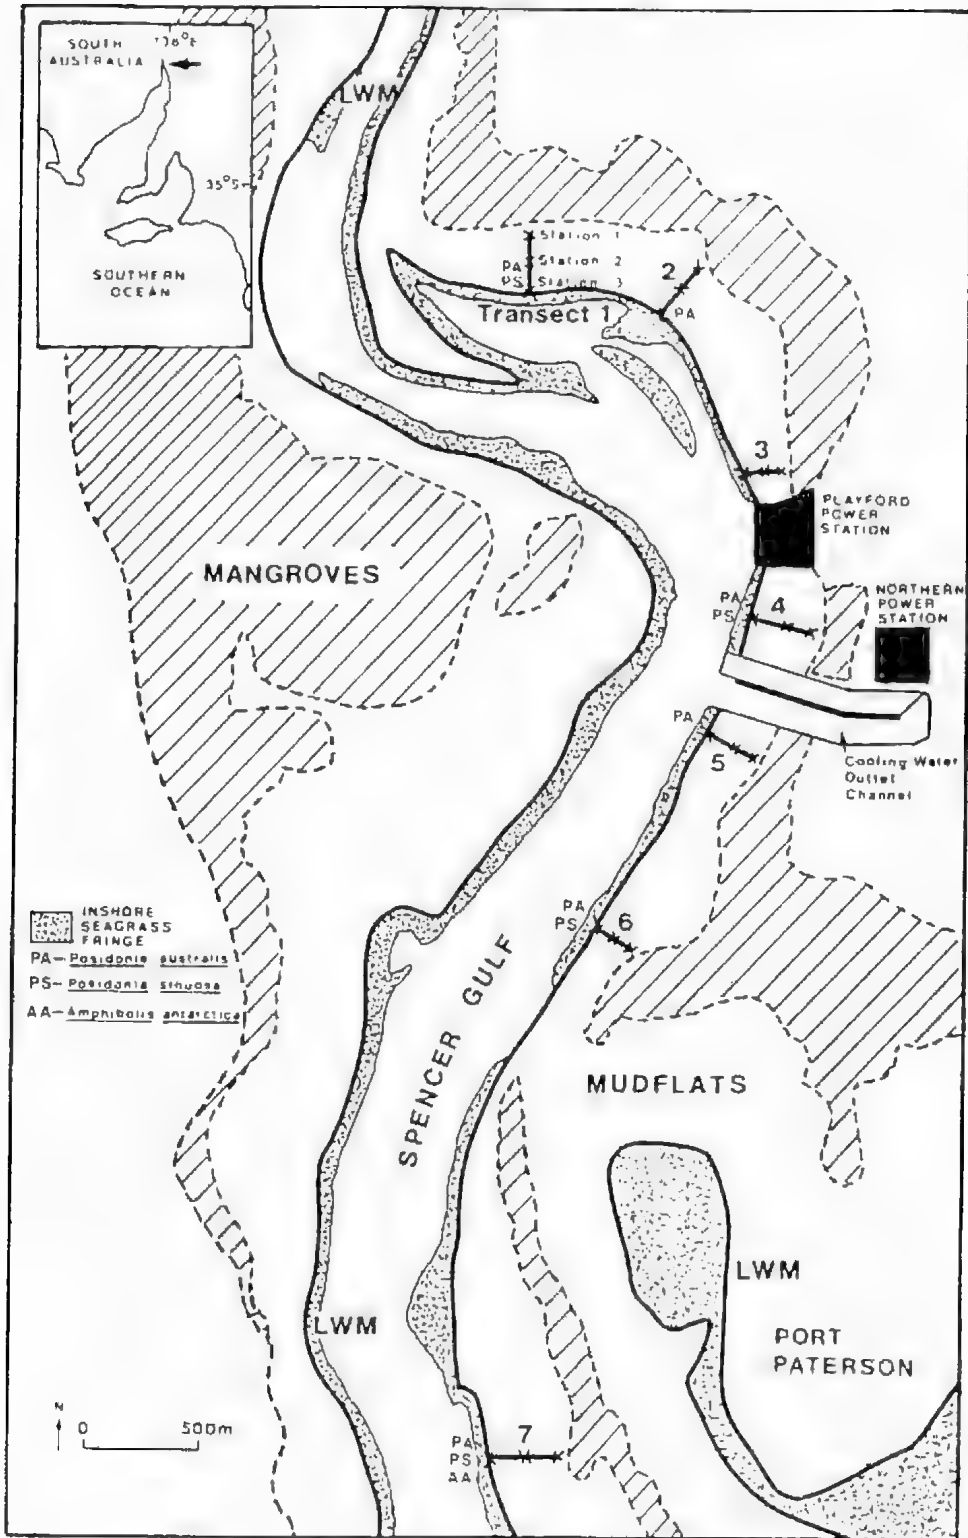 SOUTH
AUSTRALIA
138°E
35°S
SOUTHERN
OCEAN
LWM
Station 1
Station 2
Station 3
PA
PS
Transect 1
2
PA
3
PLAYFORD
POWER
STATION
MANGROVES
PA
PS
4
NORTHERN
POWER
STATION
PA
5
Cooling Water
Outlet
Channel
INSHORE
SEAGRASS
FRINGE
PA—Posidonia australis
PS—Posidonia sinuosa
AA—Amphibolis antarctica
PA
PS
6
SPENCER GULF
MUDFLATS
LWM
LWM
PORT
PATERSON
N
0 500m
PA
PS
AA
7